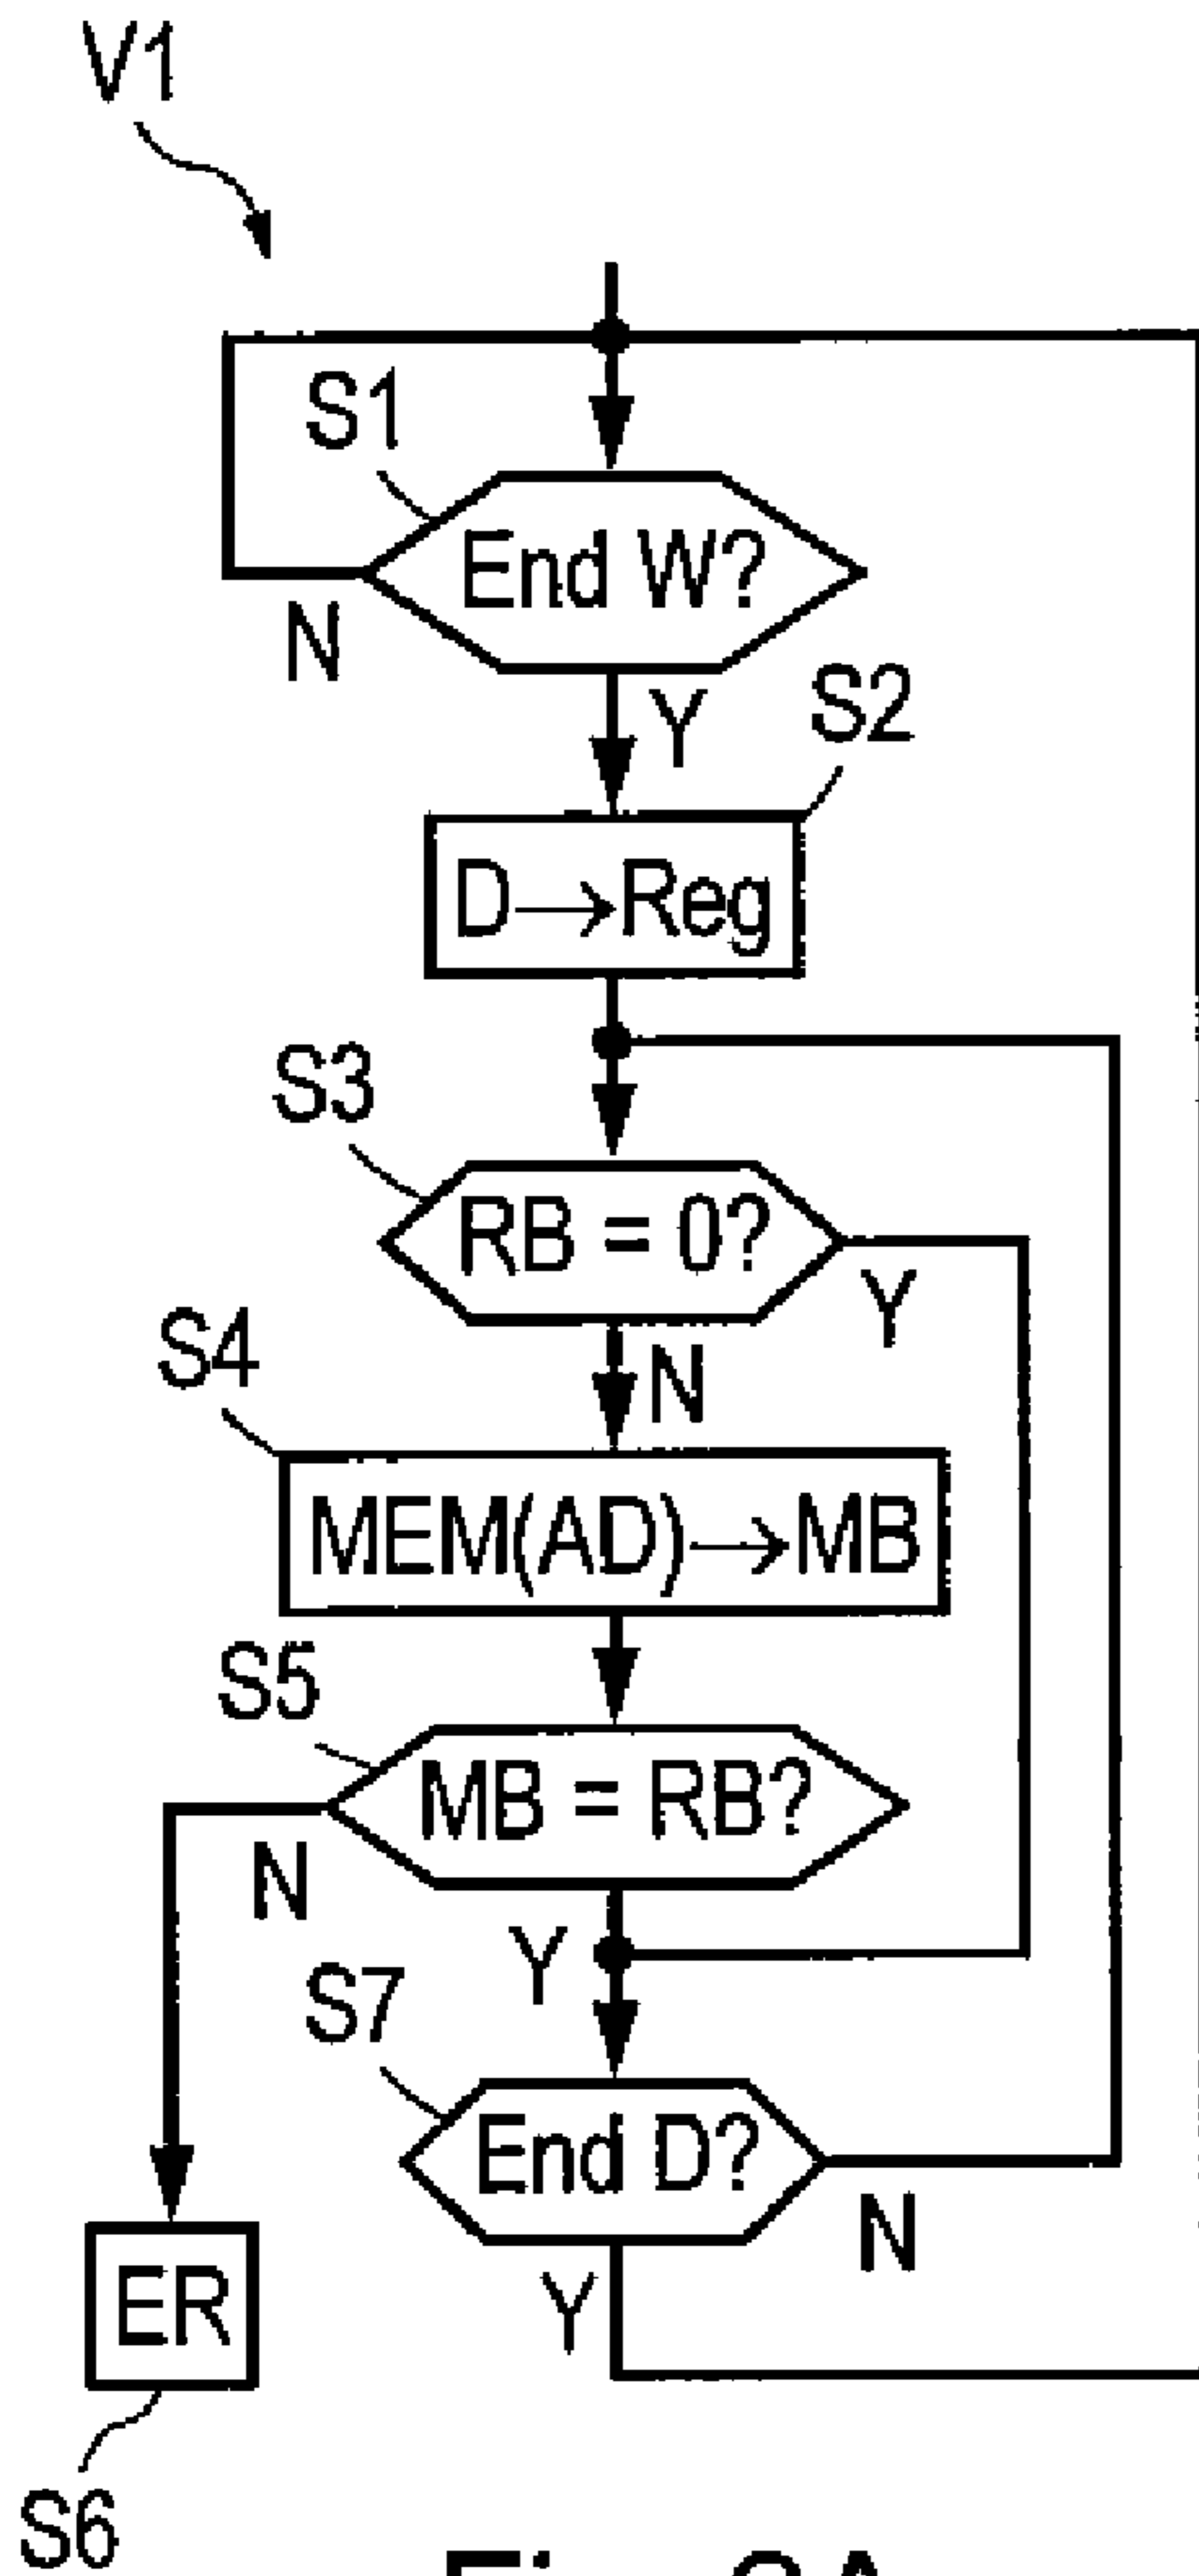 V1
S1
End W?
N
Y
S2
D→Reg
S3
RB = 0?
Y
S4
N
MEM(AD)→MB
S5
MB = RB?
N
Y
S7
End D?
N
ER
Y
S6